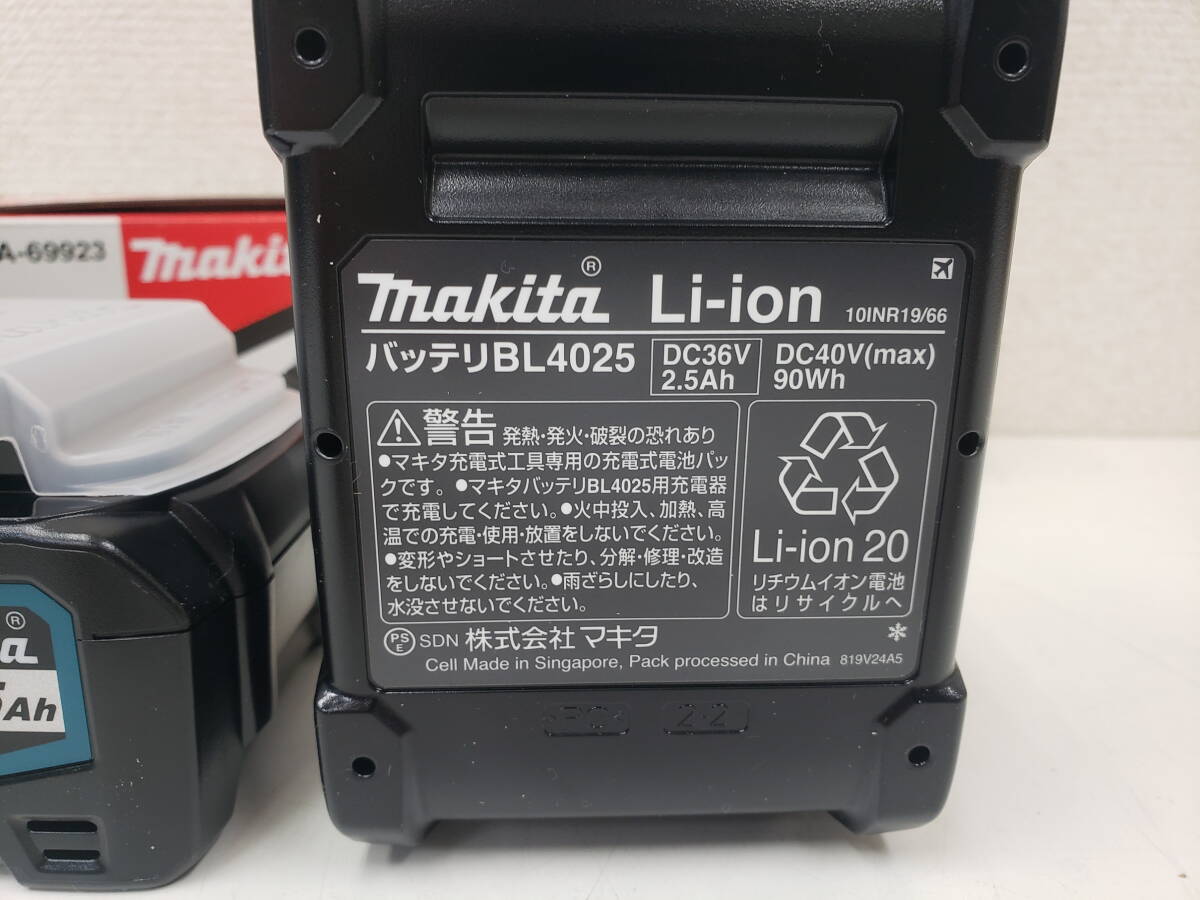 A-69923
makita
makita® Li-ion 10INR19/66
バッテリBL4025 DC36V 2.5Ah DC40V(max) 90Wh
⚠警告 発熱・発火・破裂の恐れあり
●マキタ充電式工具専用の充電式電池パッ
クです。●マキタバッテリBL4025用充電器
で充電してください。●火中投入、加熱、高
温での充電・使用・放置をしないでください。
●変形やショートさせたり、分解・修理・改造
をしないでください。●雨ざらしにしたり、
水没させないでください。
Li-ion 20
リチウムイオン電池
はリサイクルへ
PSE SDN 株式会社 マキタ
Cell Made in Singapore, Pack processed in China 819V24A5
>PC< 2-2
®
a
Ah